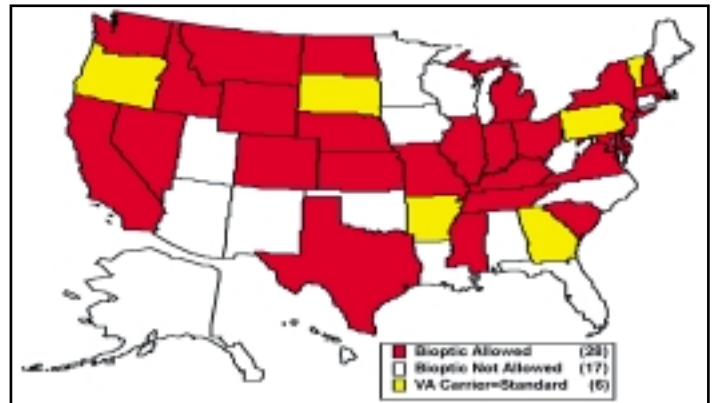 Bioptic Allowed (28)
Bioptic Not Allowed (17)
VA Carrier=Standard (6)